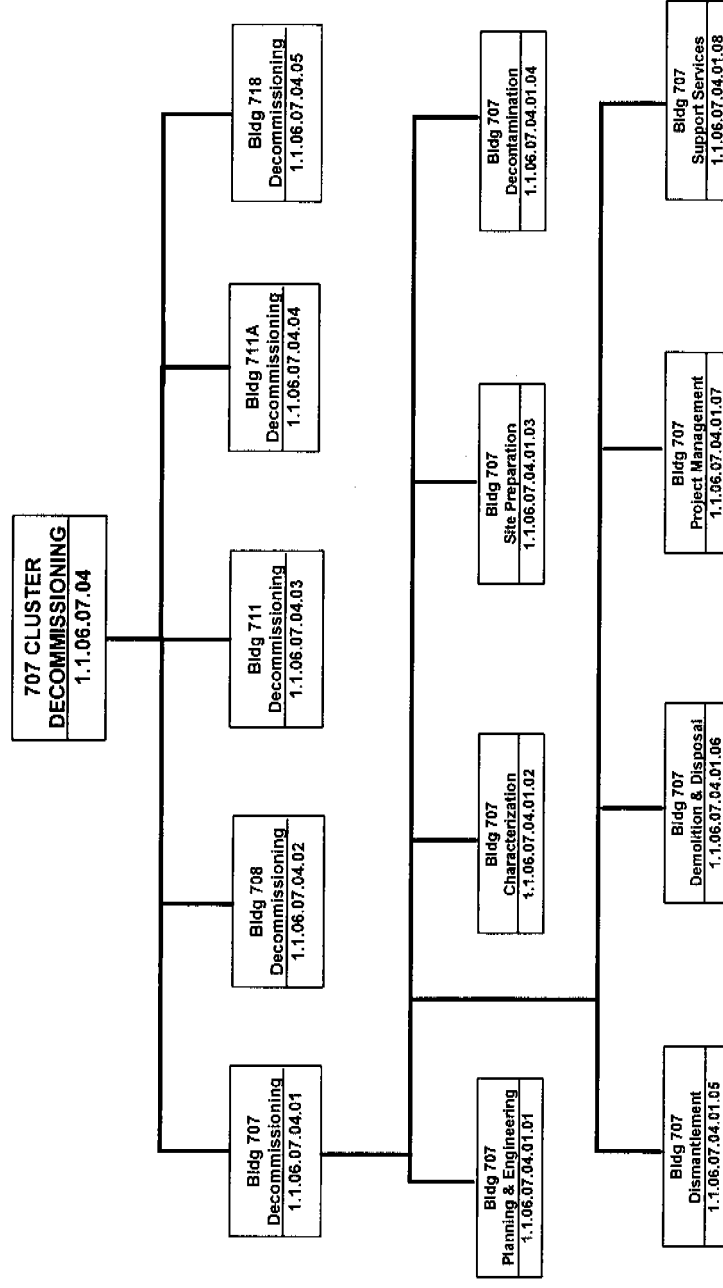 707 CLUSTER
DECOMMISSIONING
1.1.06.07.04
Bldg 707
Decommissioning
1.1.06.07.04.01
Bldg 708
Decommissioning
1.1.06.07.04.02
Bldg 711
Decommissioning
1.1.06.07.04.03
Bldg 711A
Decommissioning
1.1.06.07.04.04
Bldg 718
Decommissioning
1.1.06.07.04.05
Bldg 707
Planning & Engineering
1.1.06.07.04.01.01
Bldg 707
Characterization
1.1.06.07.04.01.02
Bldg 707
Site Preparation
1.1.06.07.04.01.03
Bldg 707
Decontamination
1.1.06.07.04.01.04
Bldg 707
Dismantlement
1.1.06.07.04.01.05
Bldg 707
Demolition & Disposal
1.1.06.07.04.01.06
Bldg 707
Project Management
1.1.06.07.04.01.07
Bldg 707
Support Services
1.1.06.07.04.01.08